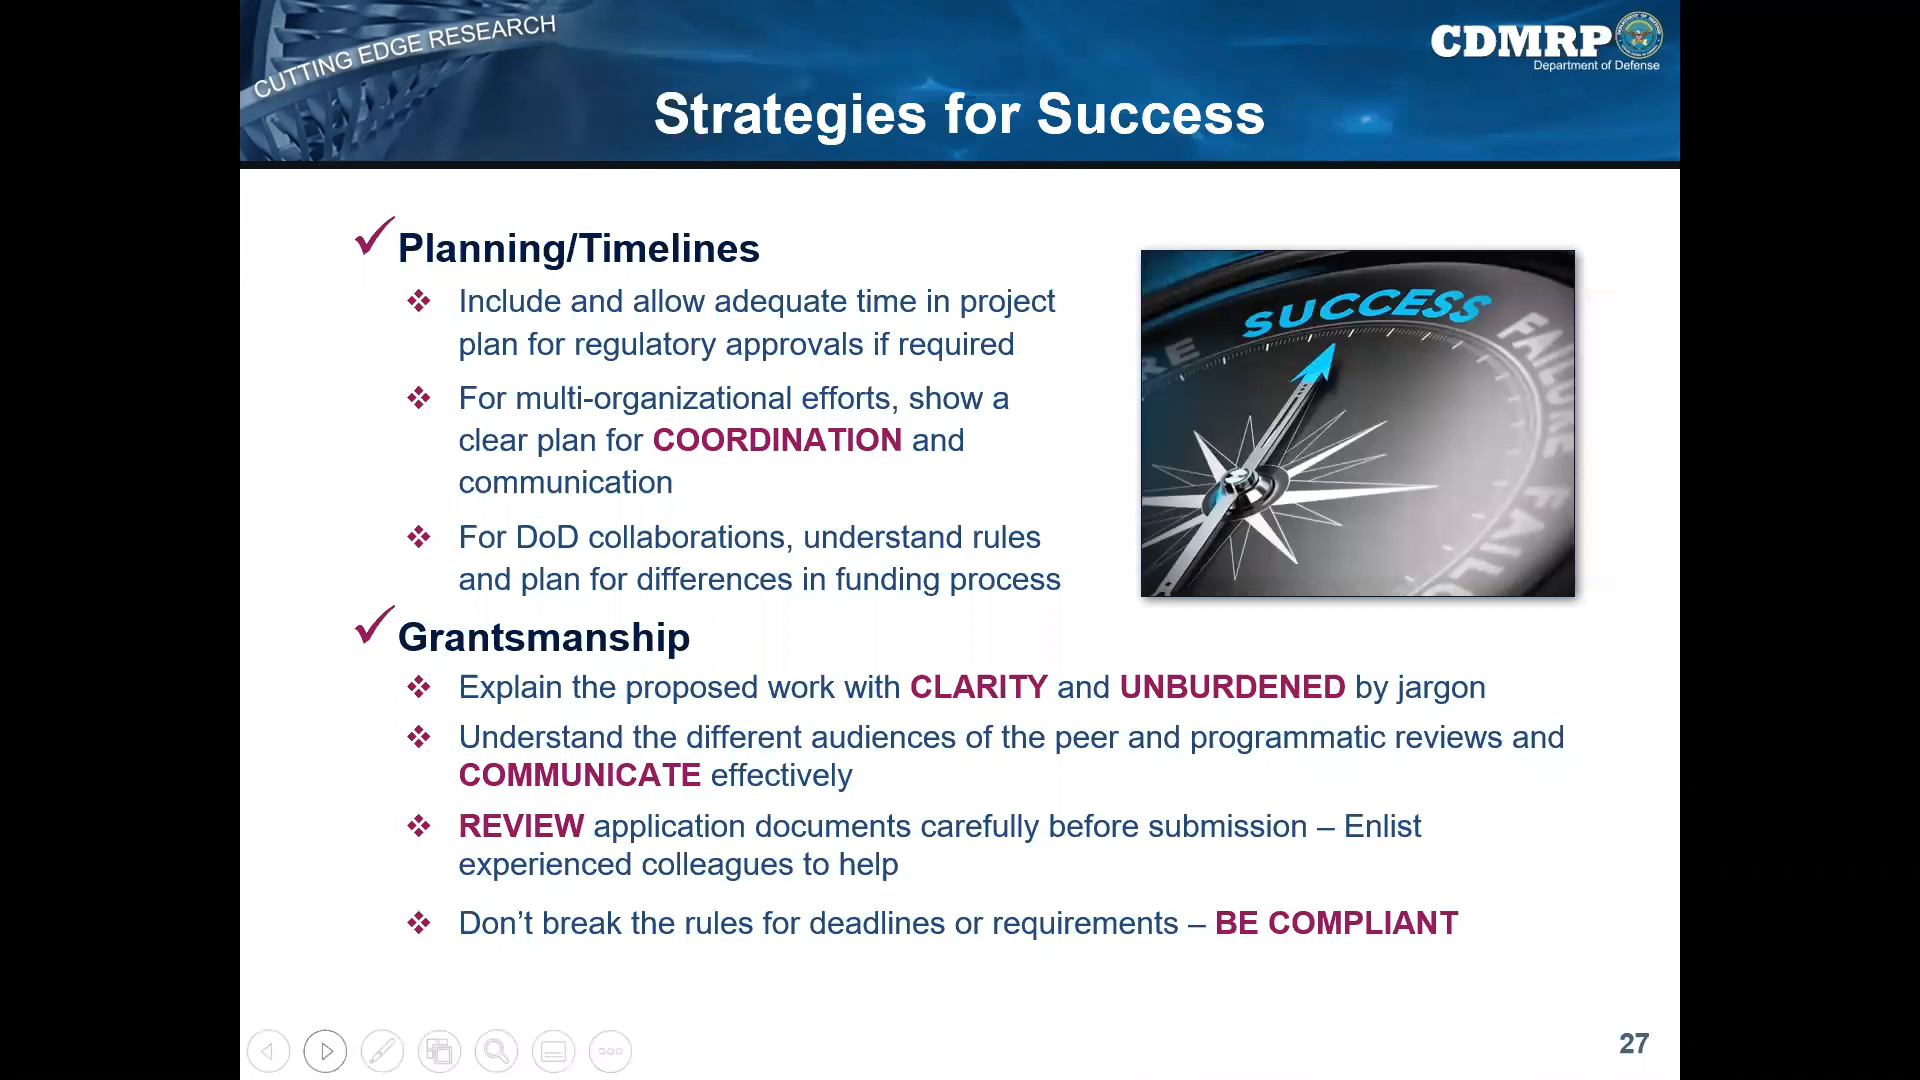 CUTTING EDGE RESEARCH
CDMRP
Department of Defense
Strategies for Success
Planning/Timelines
Include and allow adequate time in project
plan for regulatory approvals if required
For multi-organizational efforts, show a
clear plan for COORDINATION and
communication
For DoD collaborations, understand rules
and plan for differences in funding process
SUCCESS
FAILURE
RE
FAILU
Grantsmanship
Explain the proposed work with CLARITY and UNBURDENED by jargon
Understand the different audiences of the peer and programmatic reviews and
COMMUNICATE effectively
REVIEW application documents carefully before submission – Enlist
experienced colleagues to help
Don’t break the rules for deadlines or requirements – BE COMPLIANT
27